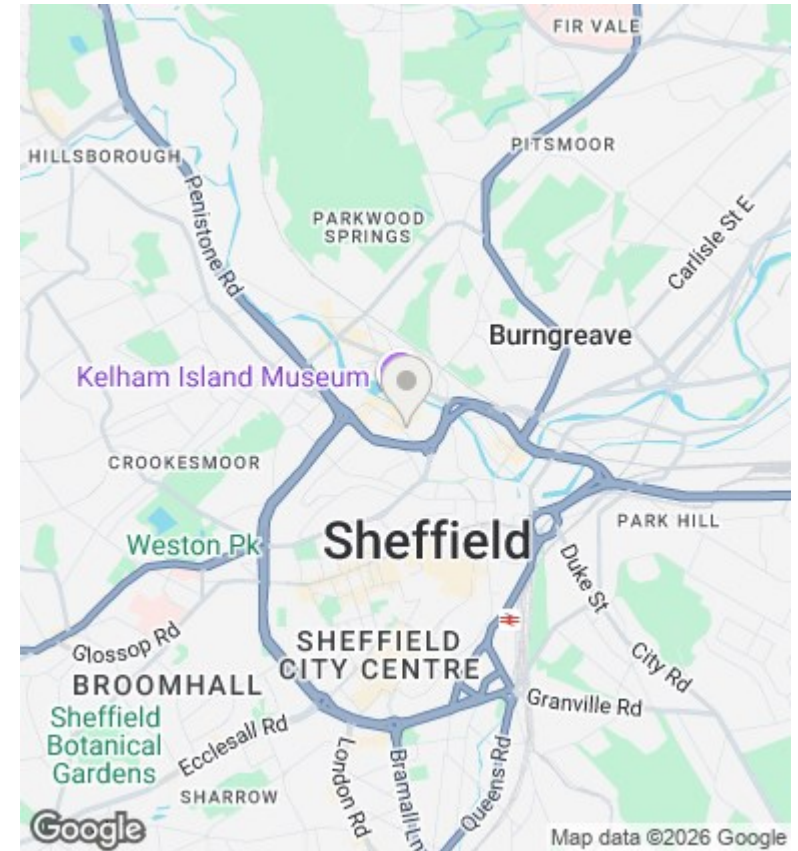 FIR VALE
HILLSBOROUGH
PITSMOOR
Penistone Rd
PARKWOOD
SPRINGS
Carlisle St E
Burngreave
Kelham Island Museum
CROOKESMOOR
Weston Pk
Sheffield
PARK HILL
Duke St
Glossop Rd
SHEFFIELD
CITY CENTRE
City Rd
BROOMHALL
Granville Rd
Sheffield
Botanical
Gardens
Ecclesall Rd
London Rd
Bramall Ln
Queens Rd
SHARROW
Google
Map data ©2026 Google